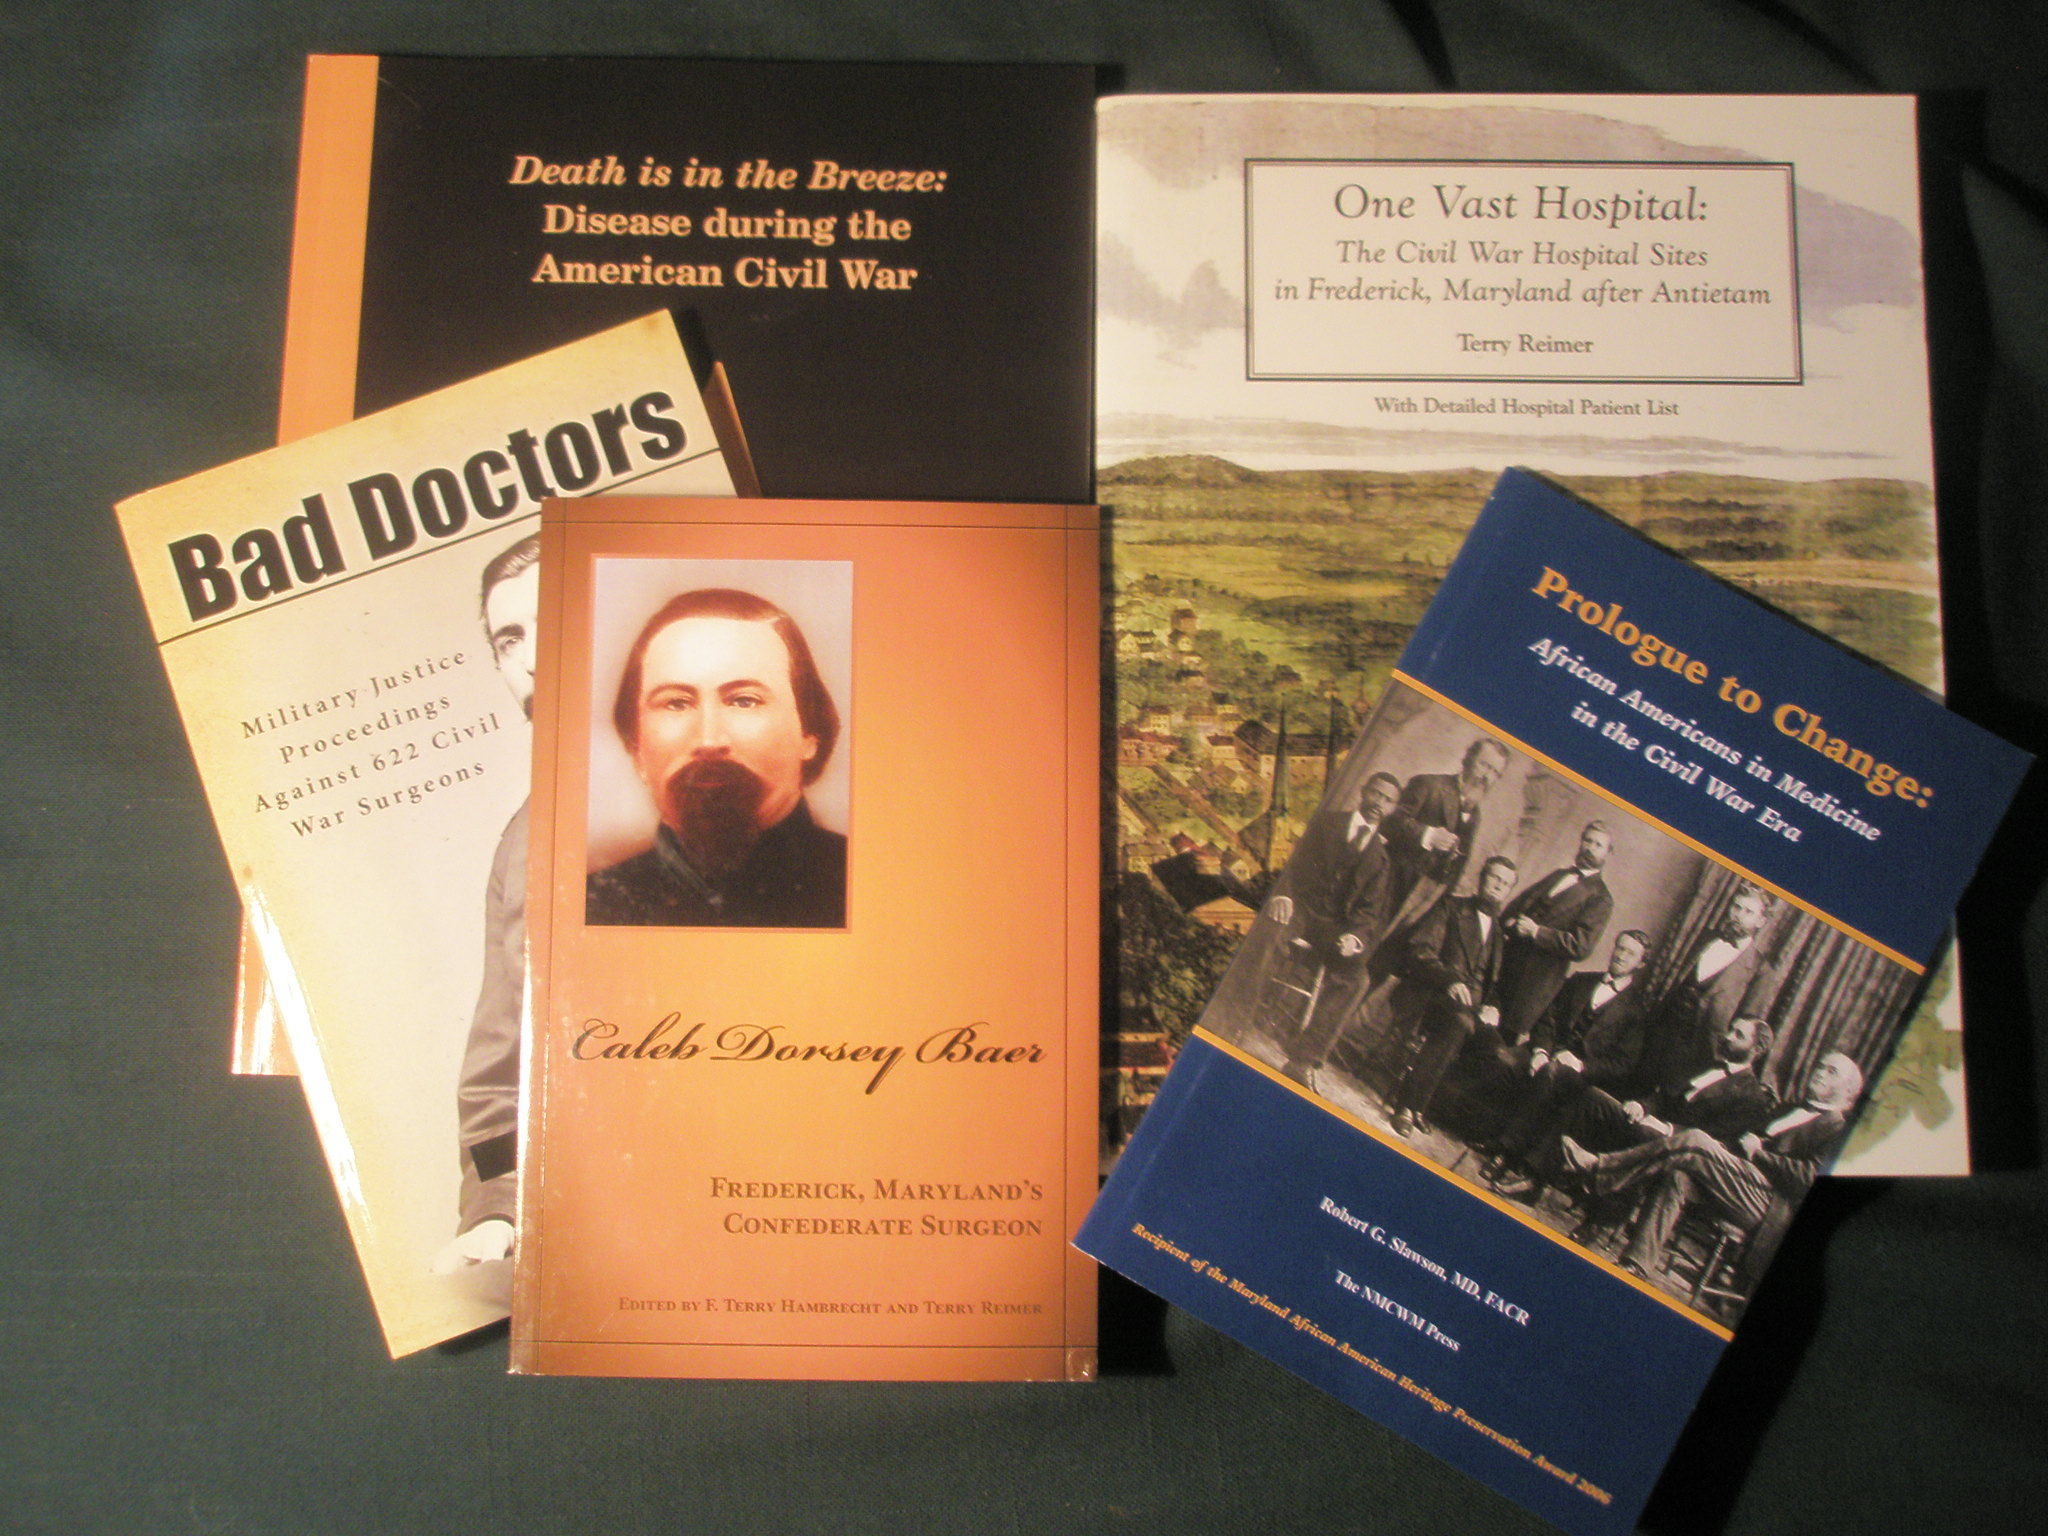 Death is in the Breeze:
Disease during the
American Civil War
One Vast Hospital:
The Civil War Hospital Sites
in Frederick, Maryland after Antietam
Terry Reimer
With Detailed Hospital Patient List
Bad Doctors
Military Justice
Proceedings
Against 622 Civil
War Surgeons
Caleb Dorsey Baer
Frederick, Maryland's
Confederate Surgeon
Edited by F. Terry Hambrecht and Terry Reimer
Prologue to Change:
African Americans in Medicine
in the Civil War Era
Robert G. Slawson, MD, FACR
The NMCWM Press
Recipient of the Maryland African American Heritage Preservation Award 2006